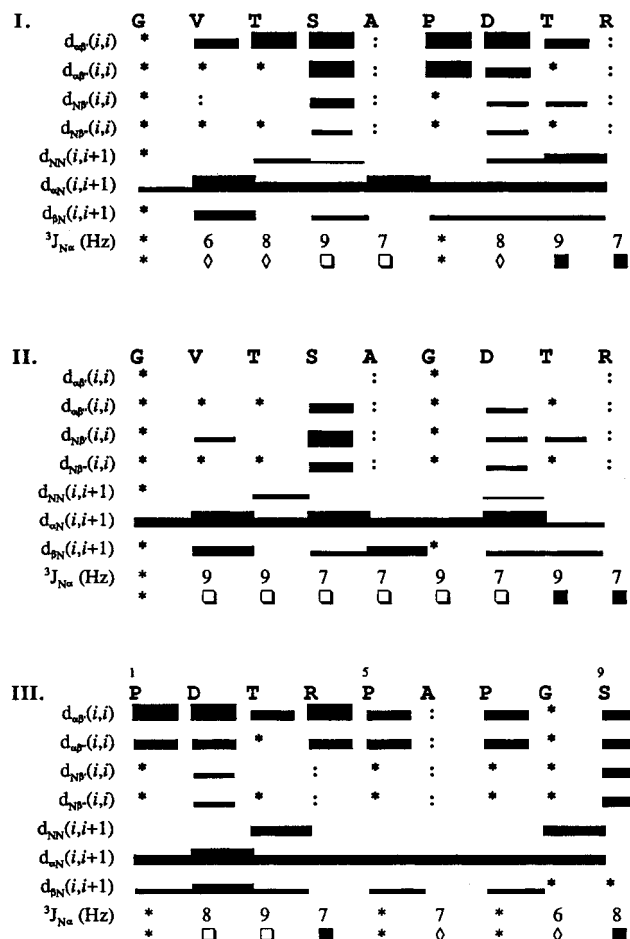 I. G V T S A P D T R
dαβ'(i,i) * :
dαβ''(i,i) * * * : * :
dNβ'(i,i) * : : * :
dNβ''(i,i) * * * : * * :
dNN(i,i+1) *
dαN(i,i+1)
dβN(i,i+1) *
³JNα (Hz) * 6 8 9 7 * 8 9 7
* ◊ ◊ ❏ ❏ * ◊ ■ ■
II. G V T S A G D T R
dαβ'(i,i) * : * :
dαβ''(i,i) * * * : * * :
dNβ'(i,i) * : * :
dNβ''(i,i) * * * : * * :
dNN(i,i+1) *
dαN(i,i+1)
dβN(i,i+1) * *
³JNα (Hz) * 9 9 7 7 9 7 9 7
* ❏ ❏ ❏ ❏ ❏ ❏ ■ ■
1 5 9
III. P D T R P A P G S
dαβ'(i,i) : *
dαβ''(i,i) * : *
dNβ'(i,i) * : * : * *
dNβ''(i,i) * * : * : * *
dNN(i,i+1)
dαN(i,i+1)
dβN(i,i+1) * *
³JNα (Hz) * 8 9 7 * 7 * 6 8
* ❏ ❏ ■ * ◊ * ◊ ■